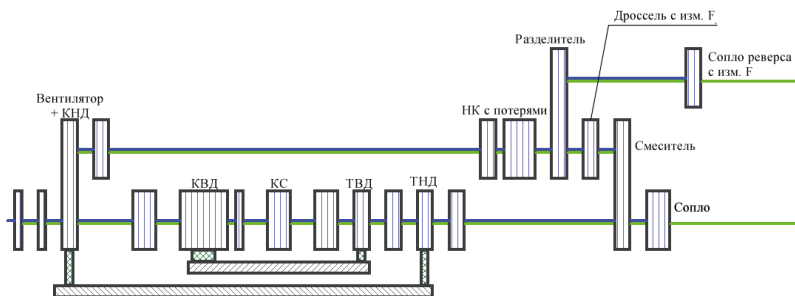 Дроссель с изм. F,
Разделитель
Сопло реверса
с изм. F
Вентилятор
+ КНД
НК с потерями
Смеситель
КВД
КС
ТВД
ТНД
Сопло